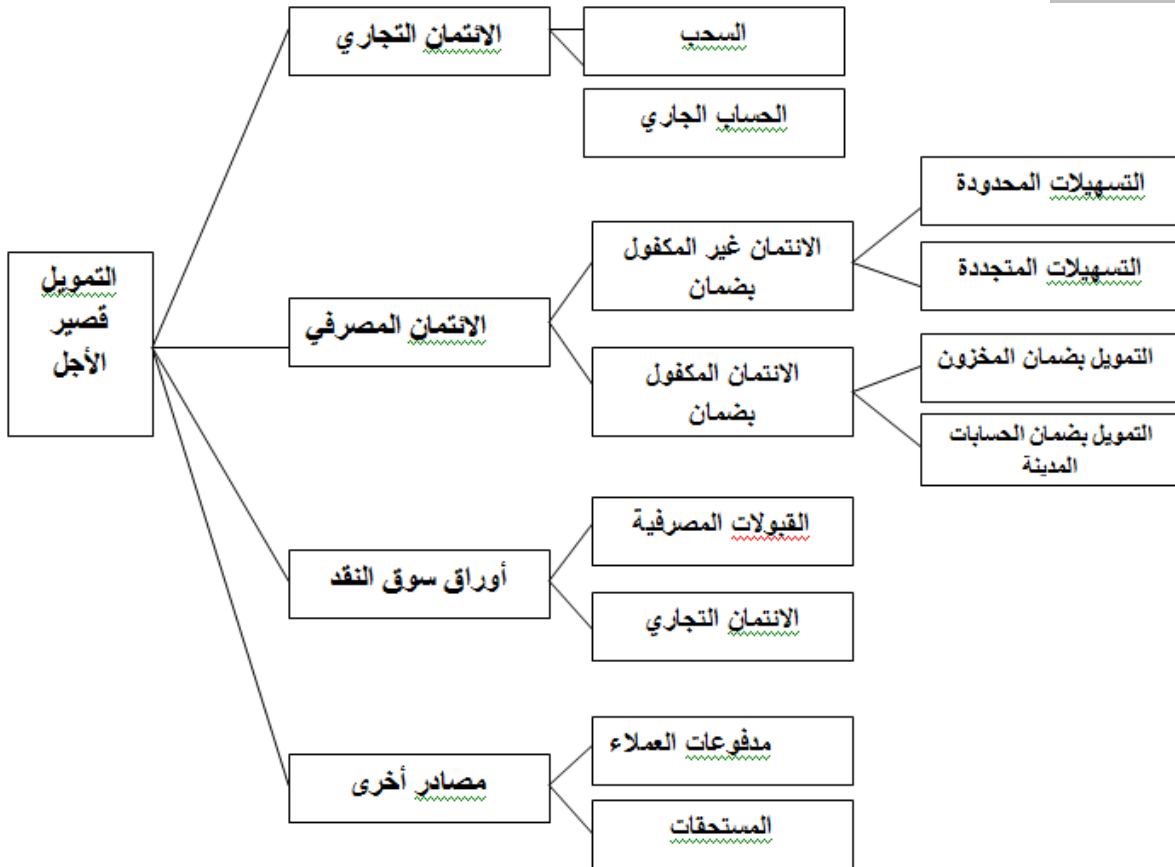 التمويل
قصير
الأجل
الائتمان التجاري
السحب
الحساب الجاري
الائتمان المصرفي
الائتمان غير المكفول
بضمان
التسهيلات المحدودة
التسهيلات المتجددة
الائتمان المكفول
بضمان
التمويل بضمان المخزون
التمويل بضمان الحسابات
المدينة
أوراق سوق النقد
القبولات المصرفية
الائتمان التجاري
مصادر أخرى
مدفوعات العملاء
المستحقات